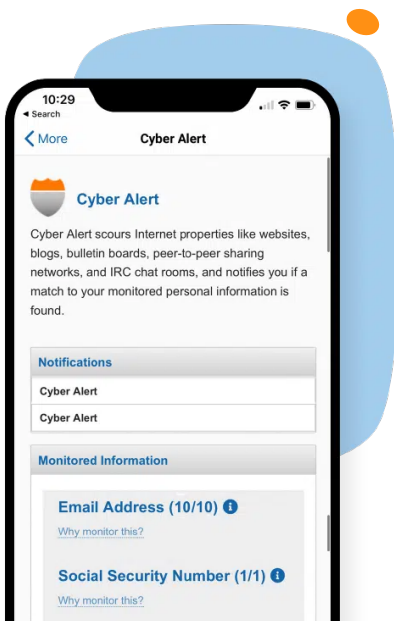 10:29
◄ Search
More
Cyber Alert
Cyber Alert
Cyber Alert scours Internet properties like websites,
blogs, bulletin boards, peer-to-peer sharing
networks, and IRC chat rooms, and notifies you if a
match to your monitored personal information is
found.
Notifications
Cyber Alert
Cyber Alert
Monitored Information
Email Address (10/10)
Why monitor this?
Social Security Number (1/1)
Why monitor this?